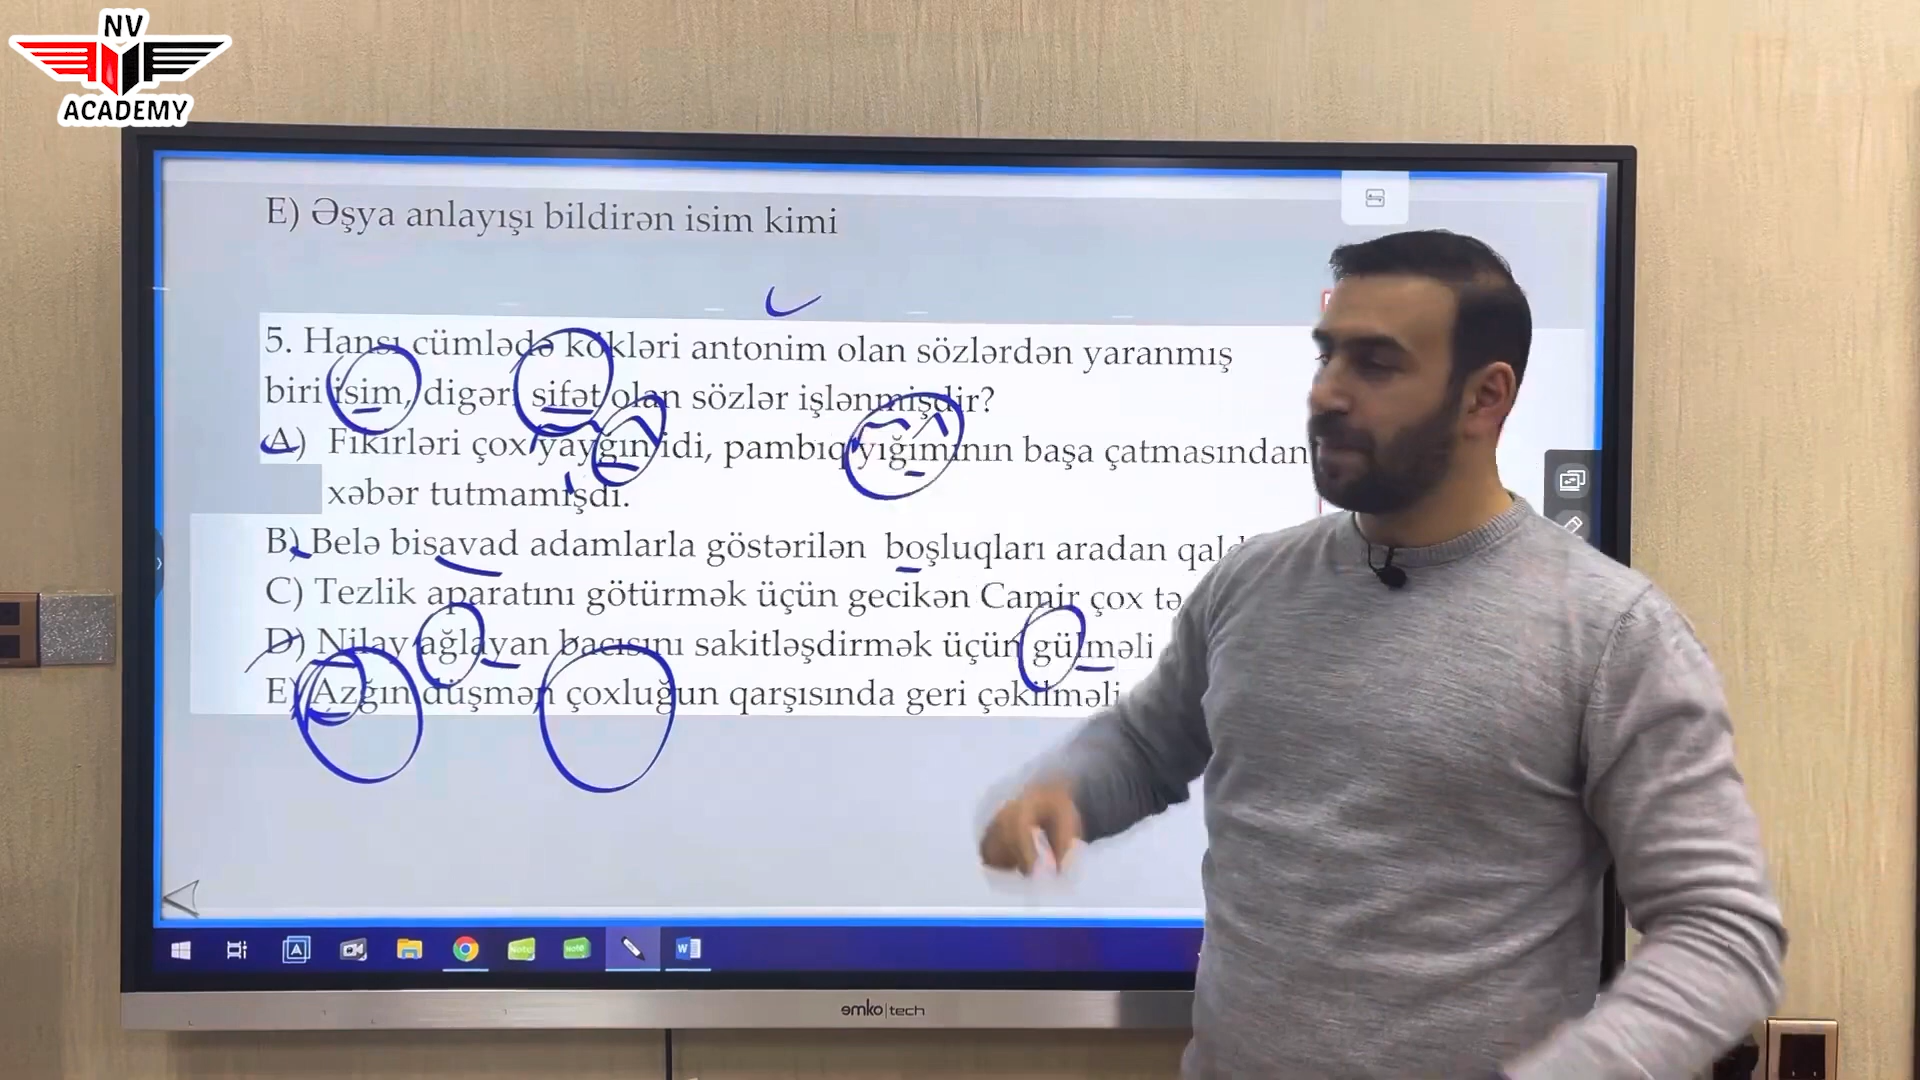 NV
ACADEMY
E) Əşya anlayışı bildirən isim kimi
5. Hansı cümlədə kökləri antonim olan sözlərdən yaranmış
biri isim, digəri sifət olan sözlər işlənmişdir?
A) Fikirləri çox yayğın idi, pambıq yığımının başa çatmasından
xəbər tutmamışdı.
B) Belə bisavad adamlarla göstərilən boşluqları aradan
C) Tezlik aparatını götürmək üçün gecikən Camir çox
D) Nilay ağlayan bacısını sakitləşdirmək üçün gülməli
E) Azğın düşmən çoxluğun qarşısında geri çəkilməli
emko|tech